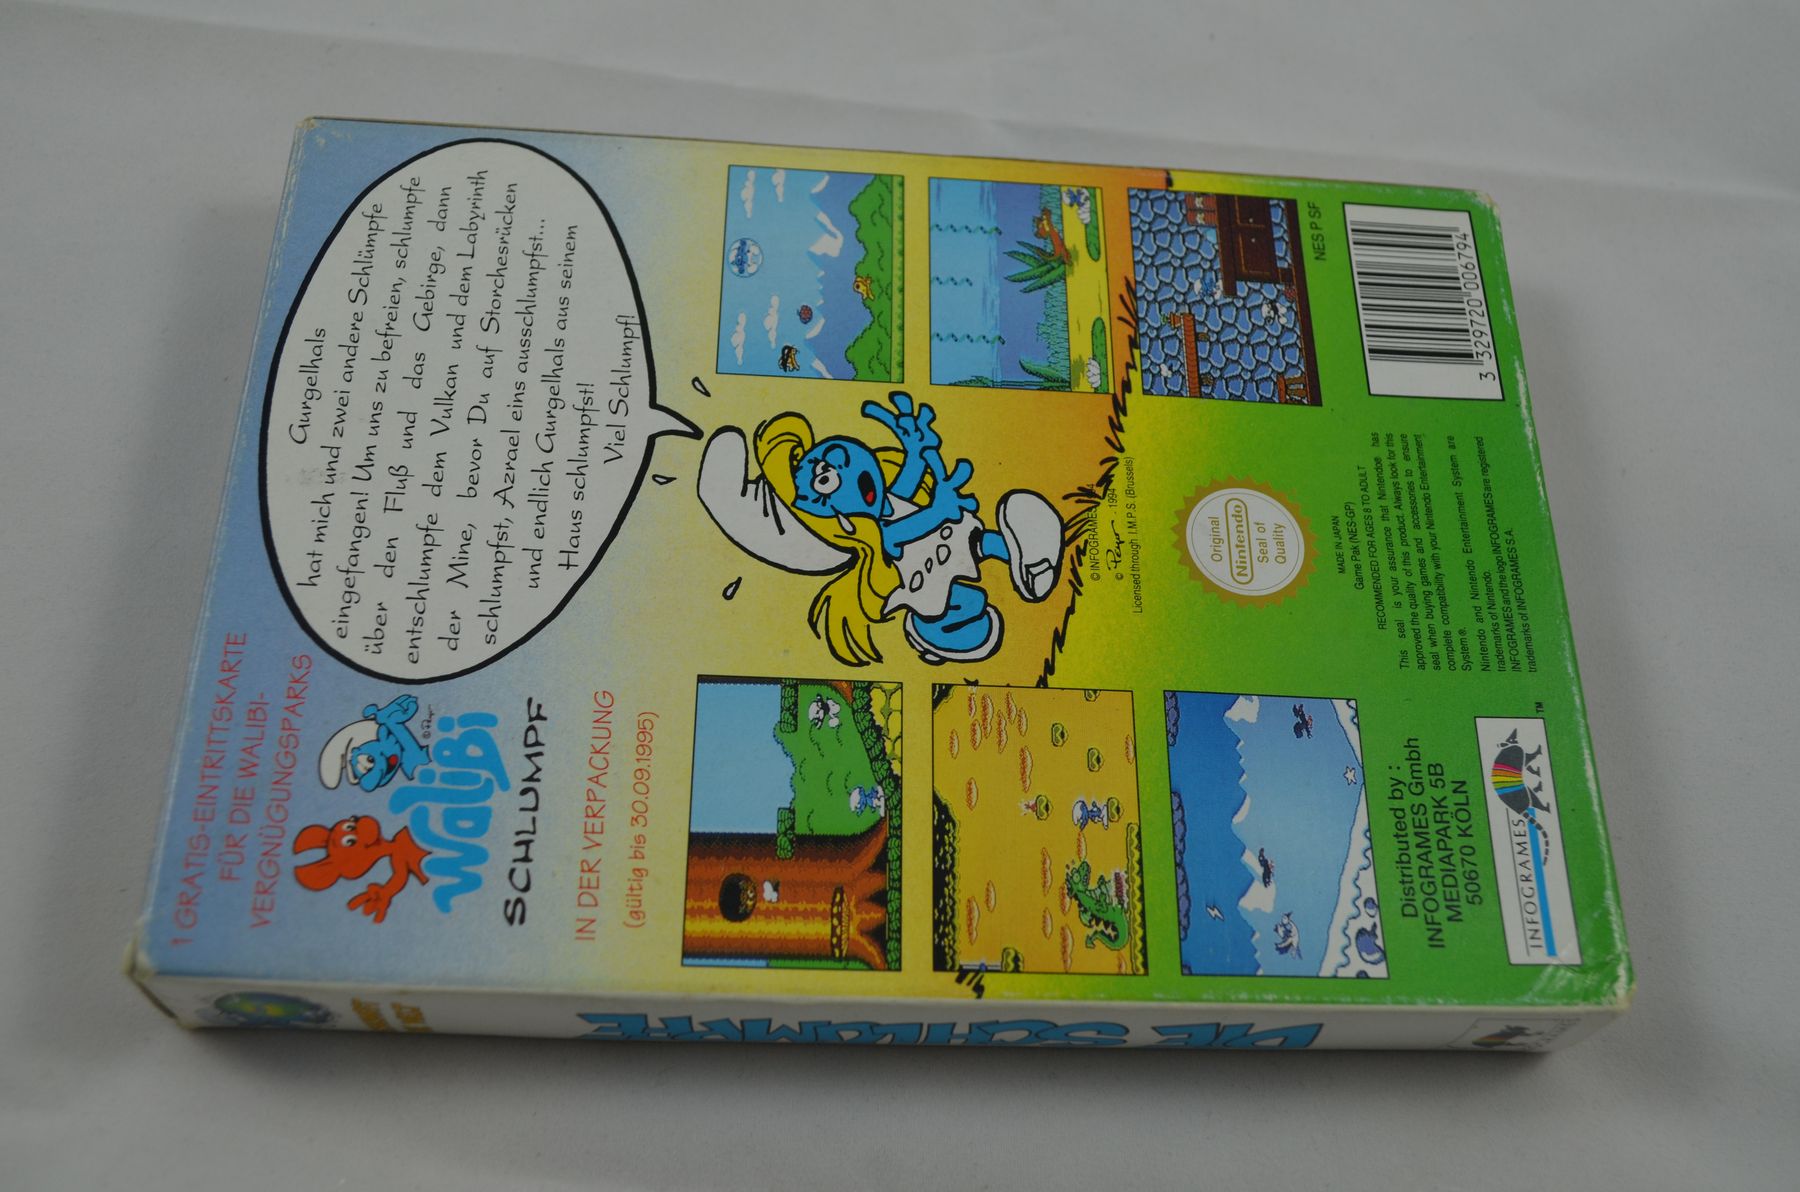 1 GRATIS-EINTRITTSKARTE
FÜR DIE WALIBI-
VERGNÜGUNGSPARKS
WALiBi
SCHLUMPF
IN DER VERPACKUNG
(gültig bis 30.09.1995)
Gurgelhals
hat mich und zwei andere Schlümpfe
eingefangen! Um uns zu befreien, schlumpfe
über den Fluß und das Gebirge, dann
entschlumpfe dem Vulkan und dem Labyrinth
der Mine, bevor Du auf Storchesrücken
schlumpfst, Azrael eins ausschlumpfst...
und endlich Gurgelhals aus seinem
Haus schlumpfst!
Viel Schlumpf!
© INFOGRAMES
© Peyo - 1994
Licensed through I.M.P.S. (Brussels)
Original
Nintendo
Seal of
Quality
MADE IN JAPAN
Game Pak (NES-GP)
RECOMMENDED FOR AGES 8 TO ADULT
This seal is your assurance that Nintendo® has
approved the quality of this product. Always look for this
seal when buying games and accessories to ensure
complete compatibility with your Nintendo Entertainment
System®.
Nintendo and Nintendo Entertainment System are
trademarks of Nintendo.
INFOGRAMES and the logo INFOGRAMES are registered
trademarks of INFOGRAMES S.A.
NES P SF
3 329720 006794
Distributed by :
INFOGRAMES Gmbh
MEDIAPARK 5B
50670 KÖLN
INFOGRAMES
TM
DIE SCHLÜMPFE